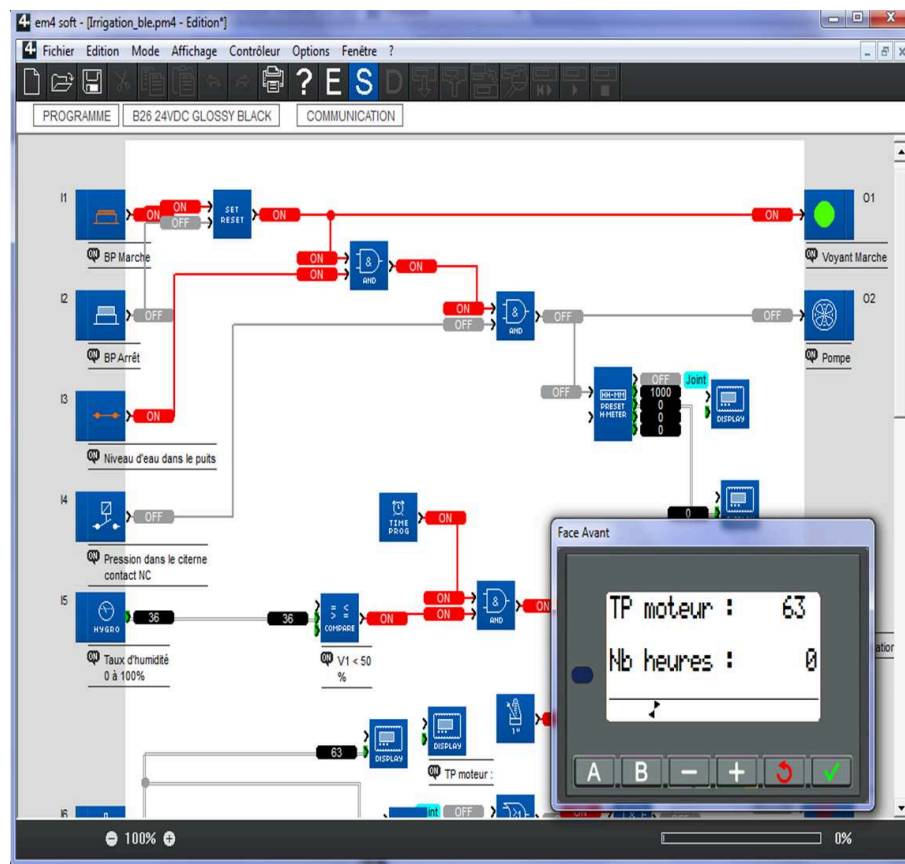 em4 soft - [Irrigation_ble.pm4 - Edition*]
Fichier Edition Mode Affichage Contrôleur Options Fenêtre ?
? E S D
PROGRAMME B26 24VDC GLOSSY BLACK COMMUNICATION
I1 ON ON OFF SET RESET ON ON O1
BP Marche Voyant Marche
ON ON & AND ON
I2 OFF ON OFF & AND OFF OFF O2
BP Arrêt Pompe
OFF HH-MM PRESET H-METER OFF 1000 0 0 0 Joint DISPLAY
I3 ON
Niveau d'eau dans le puits
I4 OFF TIME PROG ON 0
Pression dans le citerne
contact NC
I5 HYGRO 36 36 COMPARE ON ON ON & AND ON
Taux d'humidité
0 à 100%
V1 < 50
%
63 DISPLAY DISPLAY 1"
TP moteur :
I6 OFF
Face Avant
TP moteur : 63
Nb heures : 0
A B - +
100% 0%